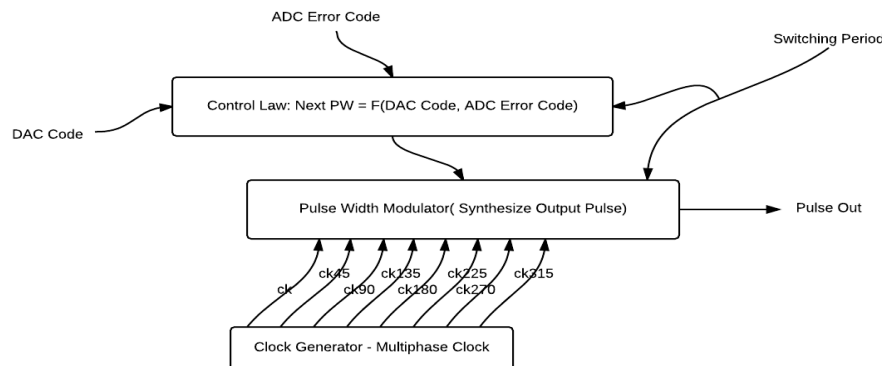 ADC Error Code
Switching Period
Control Law: Next PW = F(DAC Code, ADC Error Code)
DAC Code
Pulse Width Modulator( Synthesize Output Pulse)
Pulse Out
ck
ck45
ck90
ck135
ck180
ck225
ck270
ck315
Clock Generator - Multiphase Clock